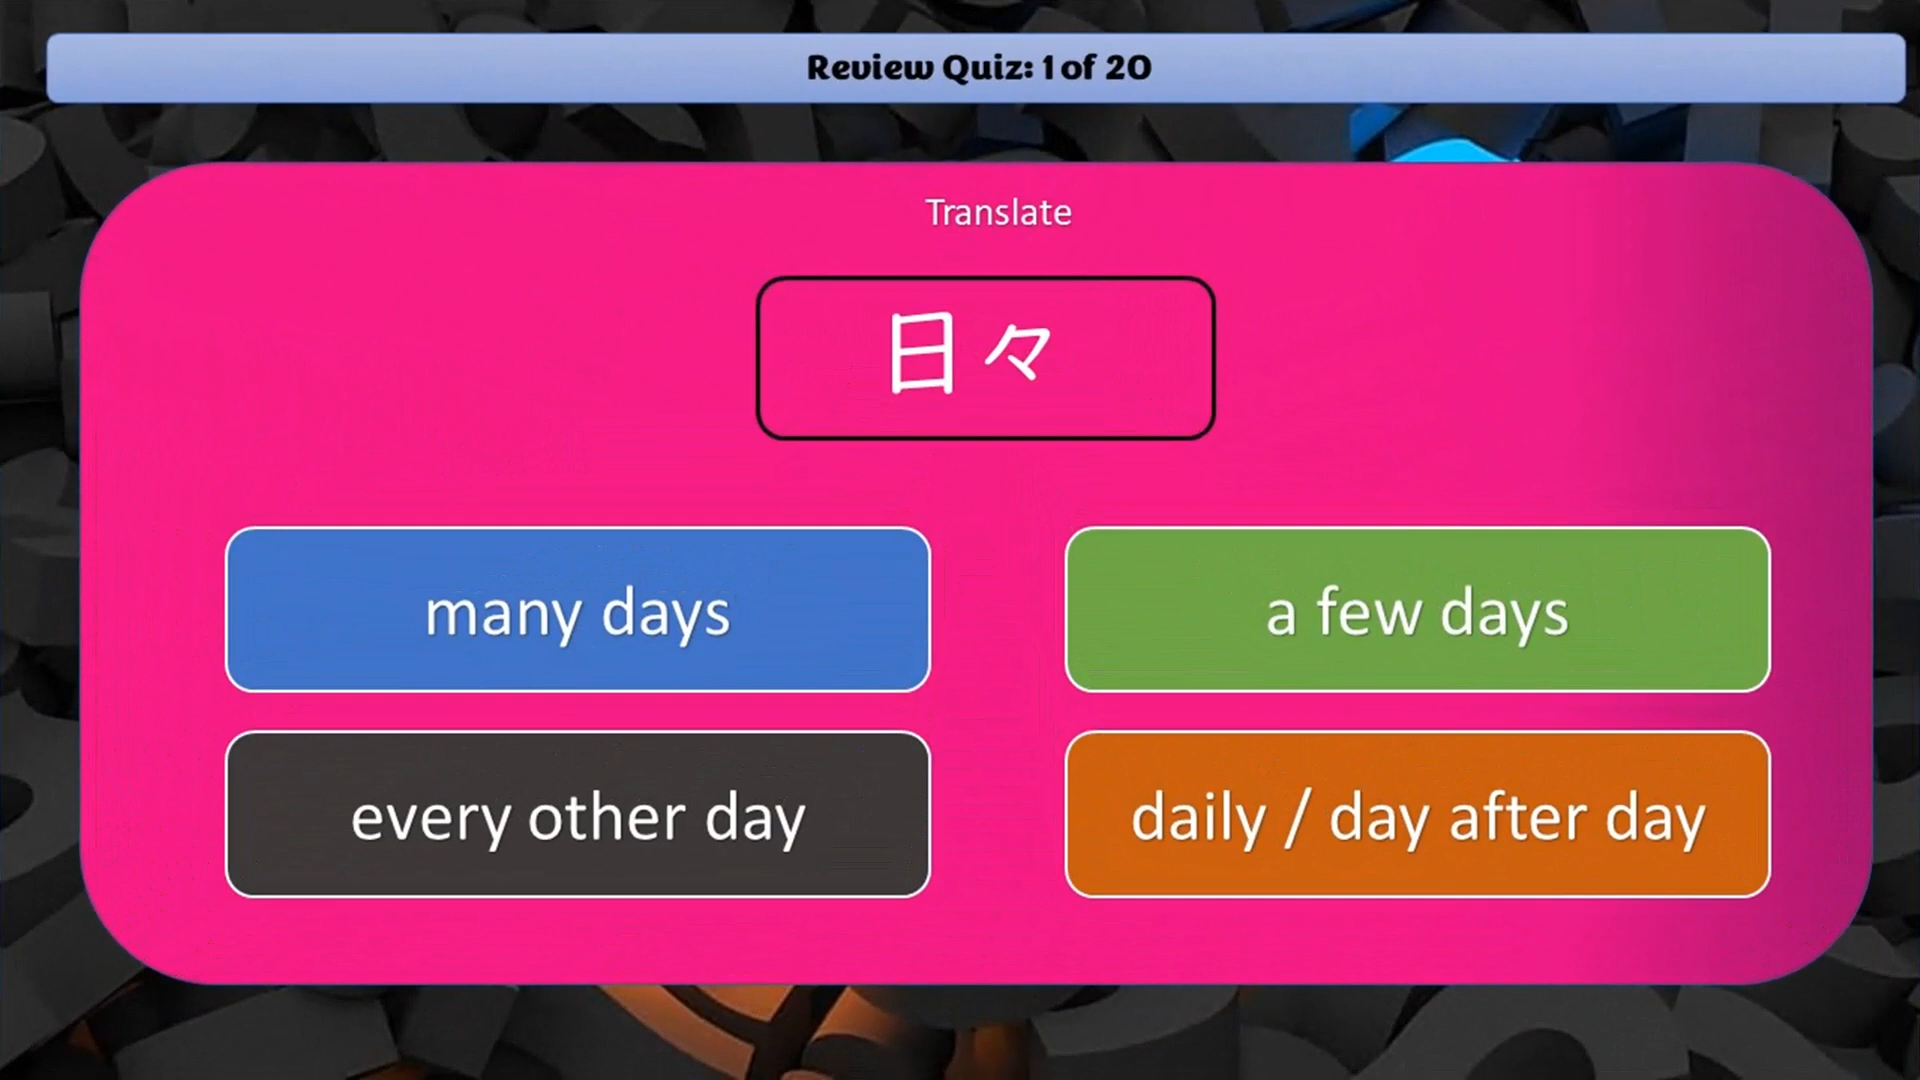 Review Quiz: 1 of 20
Translate
日々
many days
a few days
every other day
daily / day after day